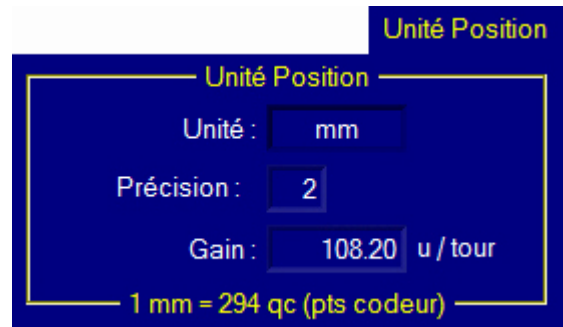 Unité Position
Unité Position
Unité : mm
Précision : 2
Gain : 108.20 u / tour
1 mm = 294 qc (pts codeur)